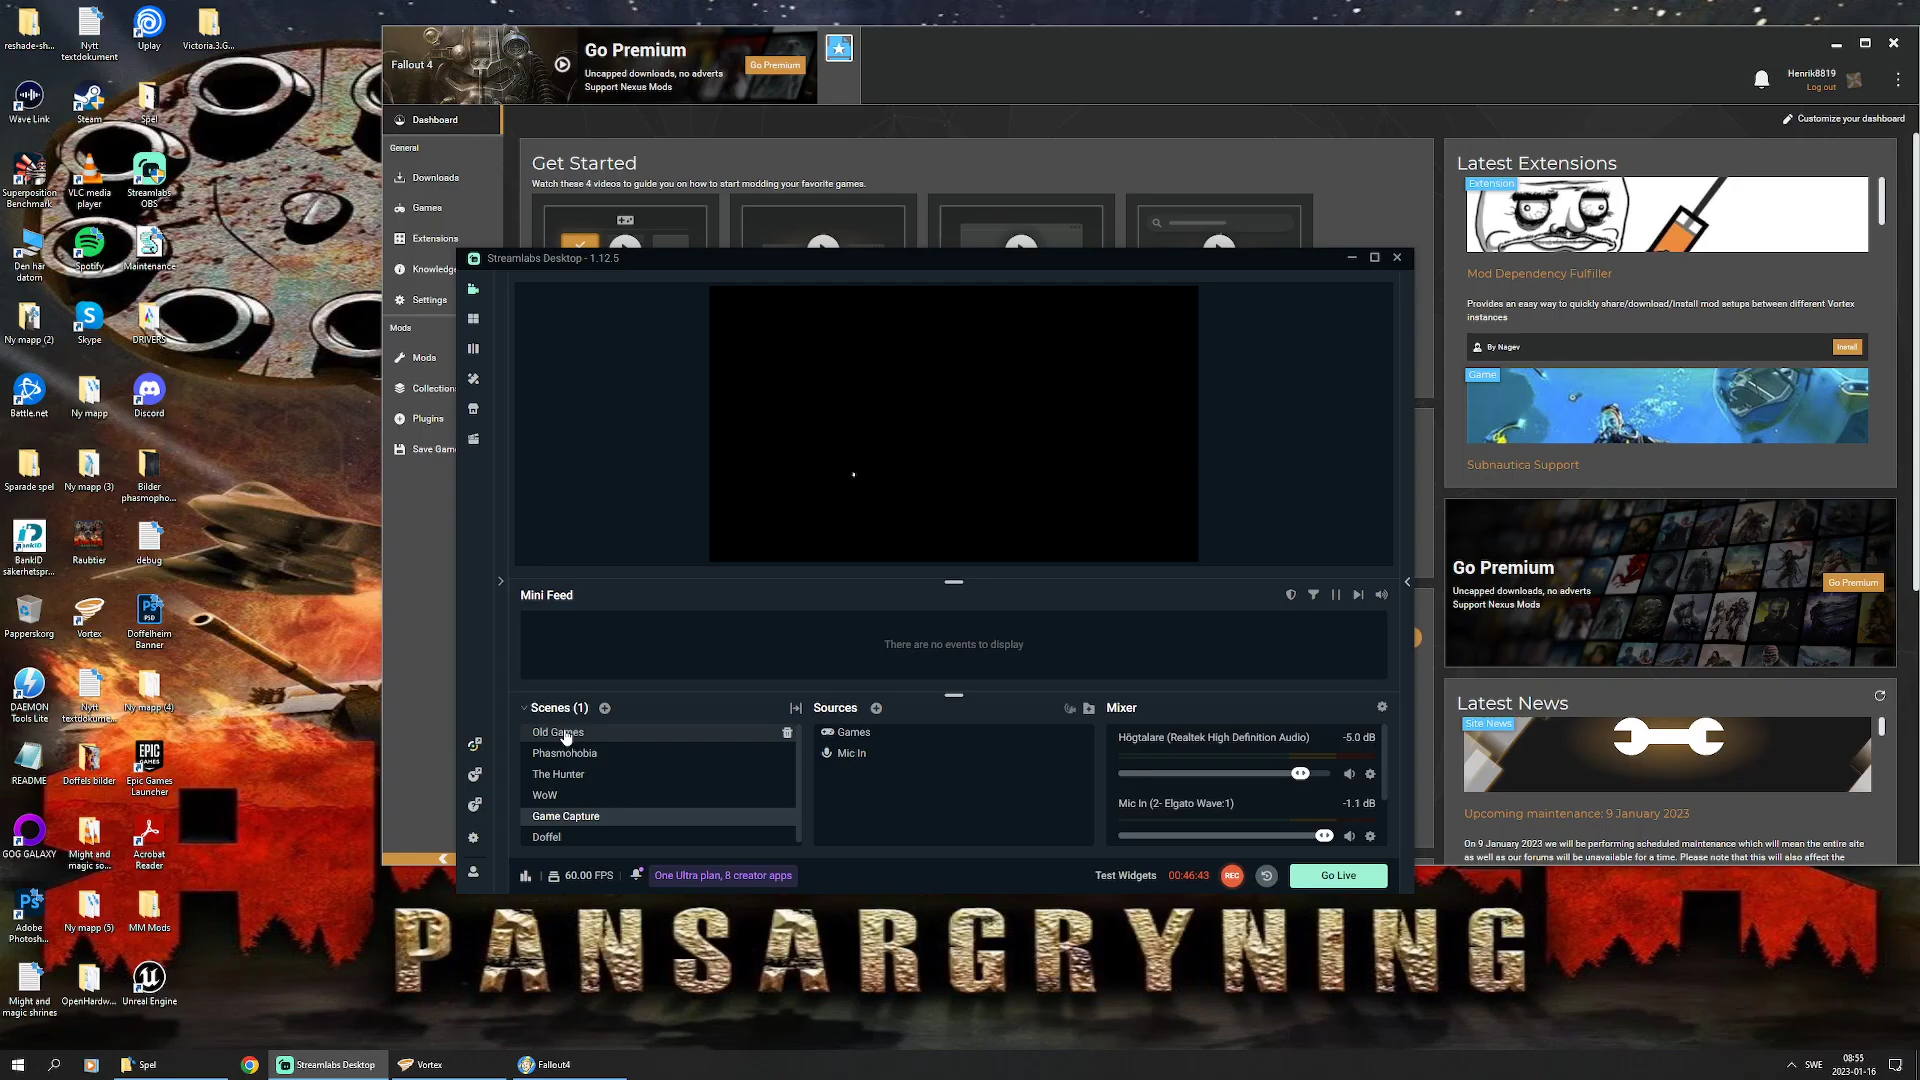 reshade-sh...
Nytt
textdokument
Uplay
Victoria.3.G...
Wave Link
Steam
Spel
Superposition
Benchmark
VLC media
player
Streamlabs
OBS
Den här
datorn
Spotify
Maintenance
Ny mapp (2)
Skype
DRIVERS
Battle.net
Ny mapp
Discord
Sparade spel
Ny mapp (3)
Bilder
phasmopho...
BankID
BankID
säkerhetspr...
Raubtier
debug
Papperskorg
Vortex
Doffelheim
Banner
DAEMON
Tools Lite
Nytt
textdokume...
Ny mapp (4)
README
Doffels bilder
Epic Games
Launcher
GOG GALAXY
Might and
magic so...
Acrobat
Reader
Adobe
Photosh...
Ny mapp (5)
MM Mods
Might and
magic shrines
OpenHardw...
Unreal Engine
Fallout 4
Go Premium
Uncapped downloads, no adverts
Support Nexus Mods
Go Premium
Henrik8819
Log out
Customize your dashboard
Dashboard
General
Downloads
Games
Extensions
Knowledge
Settings
Mods
Mods
Collections
Plugins
Save Gam
Get Started
Watch these 4 videos to guide you on how to start modding your favorite games.
Latest Extensions
Extension
Mod Dependency Fulfiller
Provides an easy way to quickly share/download/install mod setups between different Vortex
instances
By Nagev
Install
Game
Subnautica Support
Go Premium
Uncapped downloads, no adverts
Support Nexus Mods
Go Premium
Latest News
Site News
Upcoming maintenance: 9 January 2023
On 9 January 2023 we will be performing scheduled maintenance which will mean the entire site
as well as our forums will be unavailable for a time. Please note that this will also affect the
Streamlabs Desktop - 1.12.5
Mini Feed
There are no events to display
Scenes (1)
Old Games
Phasmohobia
The Hunter
WoW
Game Capture
Doffel
Sources
Games
Mic In
Mixer
Högtalare (Realtek High Definition Audio)
-5.0 dB
Mic In (2- Elgato Wave:1)
-1.1 dB
60.00 FPS
One Ultra plan, 8 creator apps
Test Widgets
00:46:43
REC
Go Live
PANSARGRYNING
Spel
Streamlabs Desktop
Vortex
Fallout4
SWE
08:55
2023-01-16